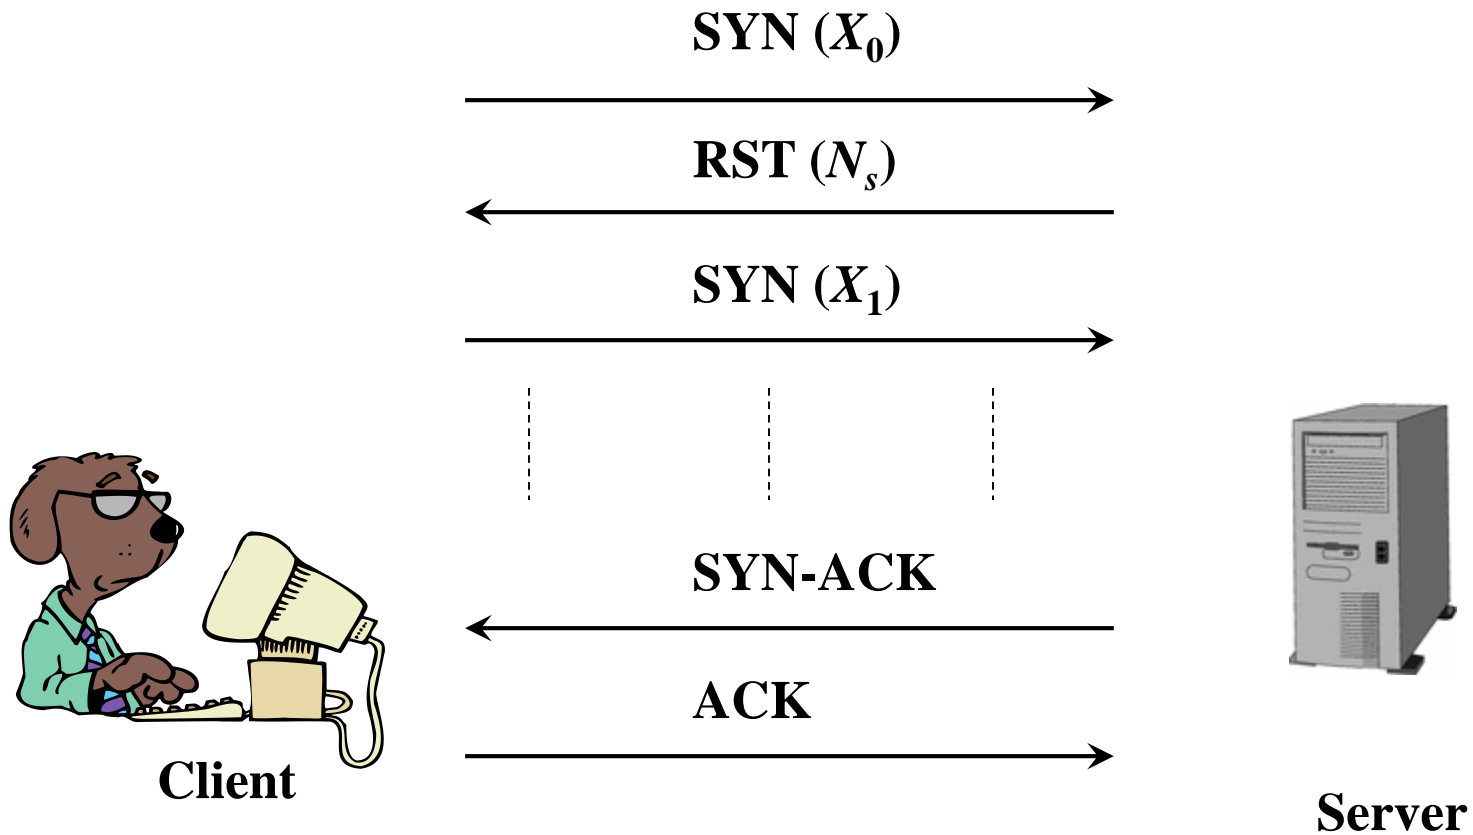 SYN (X₀)
RST (Nₛ)
SYN (X₁)
SYN-ACK
ACK
Client
Server